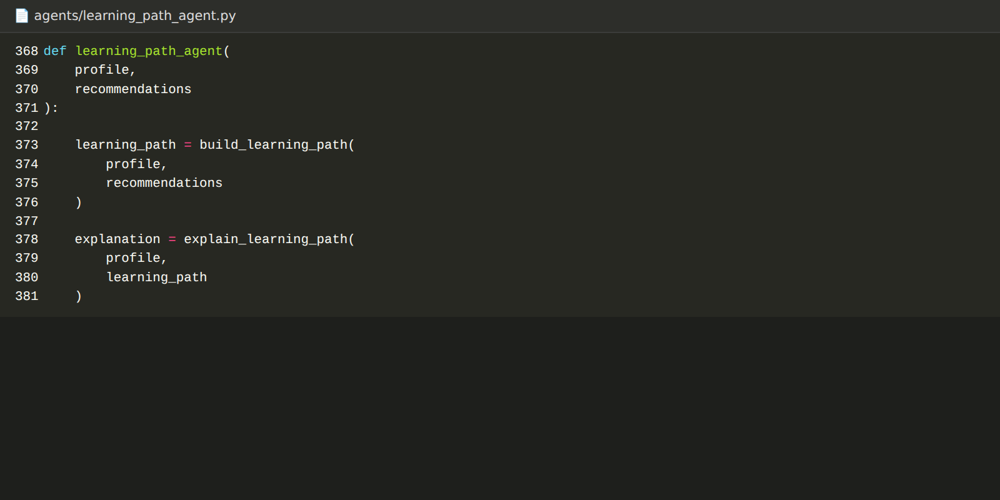 agents/learning_path_agent.py
368 def learning_path_agent(
369     profile,
370     recommendations
371 ):
372
373     learning_path = build_learning_path(
374         profile,
375         recommendations
376     )
377
378     explanation = explain_learning_path(
379         profile,
380         learning_path
381     )